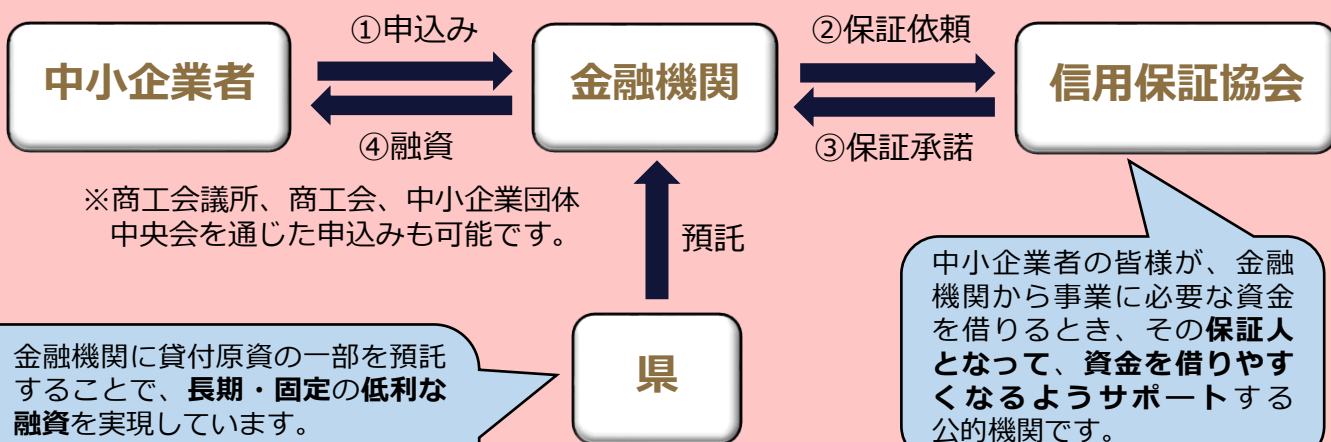 ①申込み
②保証依頼
中小企業者
金融機関
信用保証協会
④融資
③保証承諾
※商工会議所、商工会、中小企業団体
中央会を通じた申込みも可能です。
預託
県
金融機関に貸付原資の一部を預託
することで、長期・固定の低利な
融資を実現しています。
中小企業者の皆様が、金融
機関から事業に必要な資金
を借りるとき、その保証人
となって、資金を借りやす
くなるようサポートする
公的機関です。